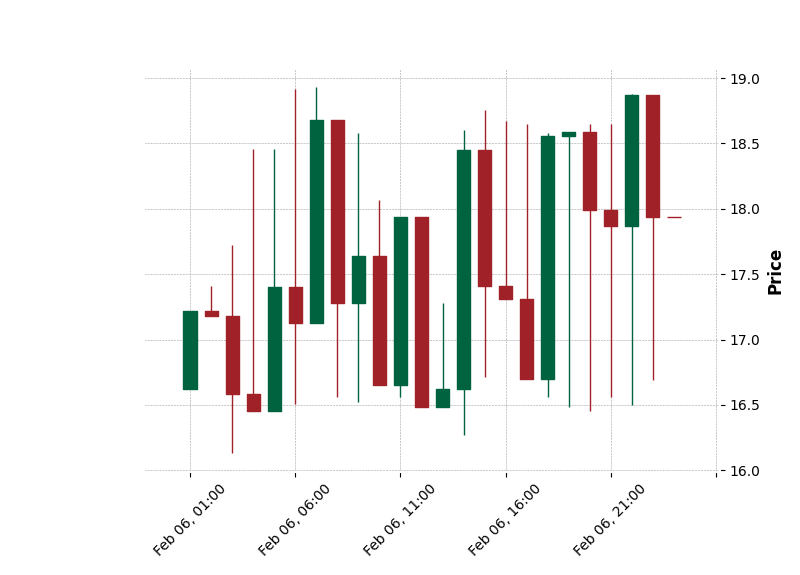 19.0
18.5
18.0
17.5
17.0
16.5
16.0
Price
Feb 06, 01:00
Feb 06, 06:00
Feb 06, 11:00
Feb 06, 16:00
Feb 06, 21:00